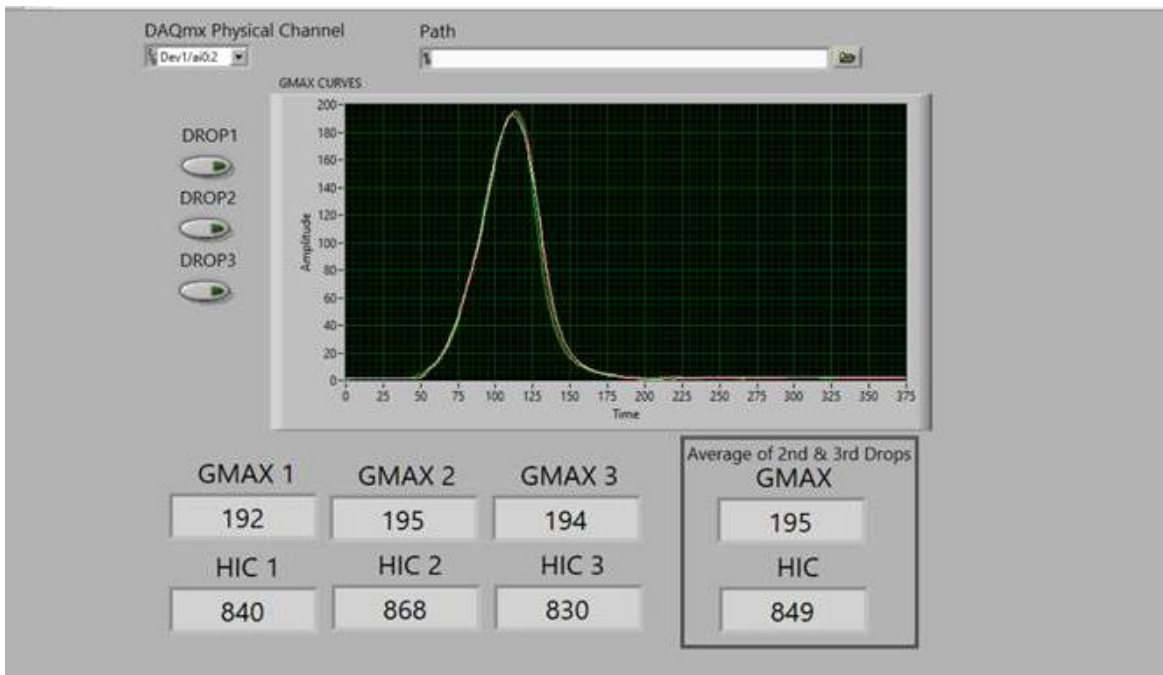 DAQmx Physical Channel
Path
Dev1/ai0:2
GMAX CURVES
DROP1
DROP2
DROP3
Amplitude
200
180
160
140
120
100
80
60
40
20
0
0 25 50 75 100 125 150 175 200 225 250 275 300 325 350 375
Time
GMAX 1 GMAX 2 GMAX 3
192 195 194
HIC 1 HIC 2 HIC 3
840 868 830
Average of 2nd & 3rd Drops
GMAX
195
HIC
849